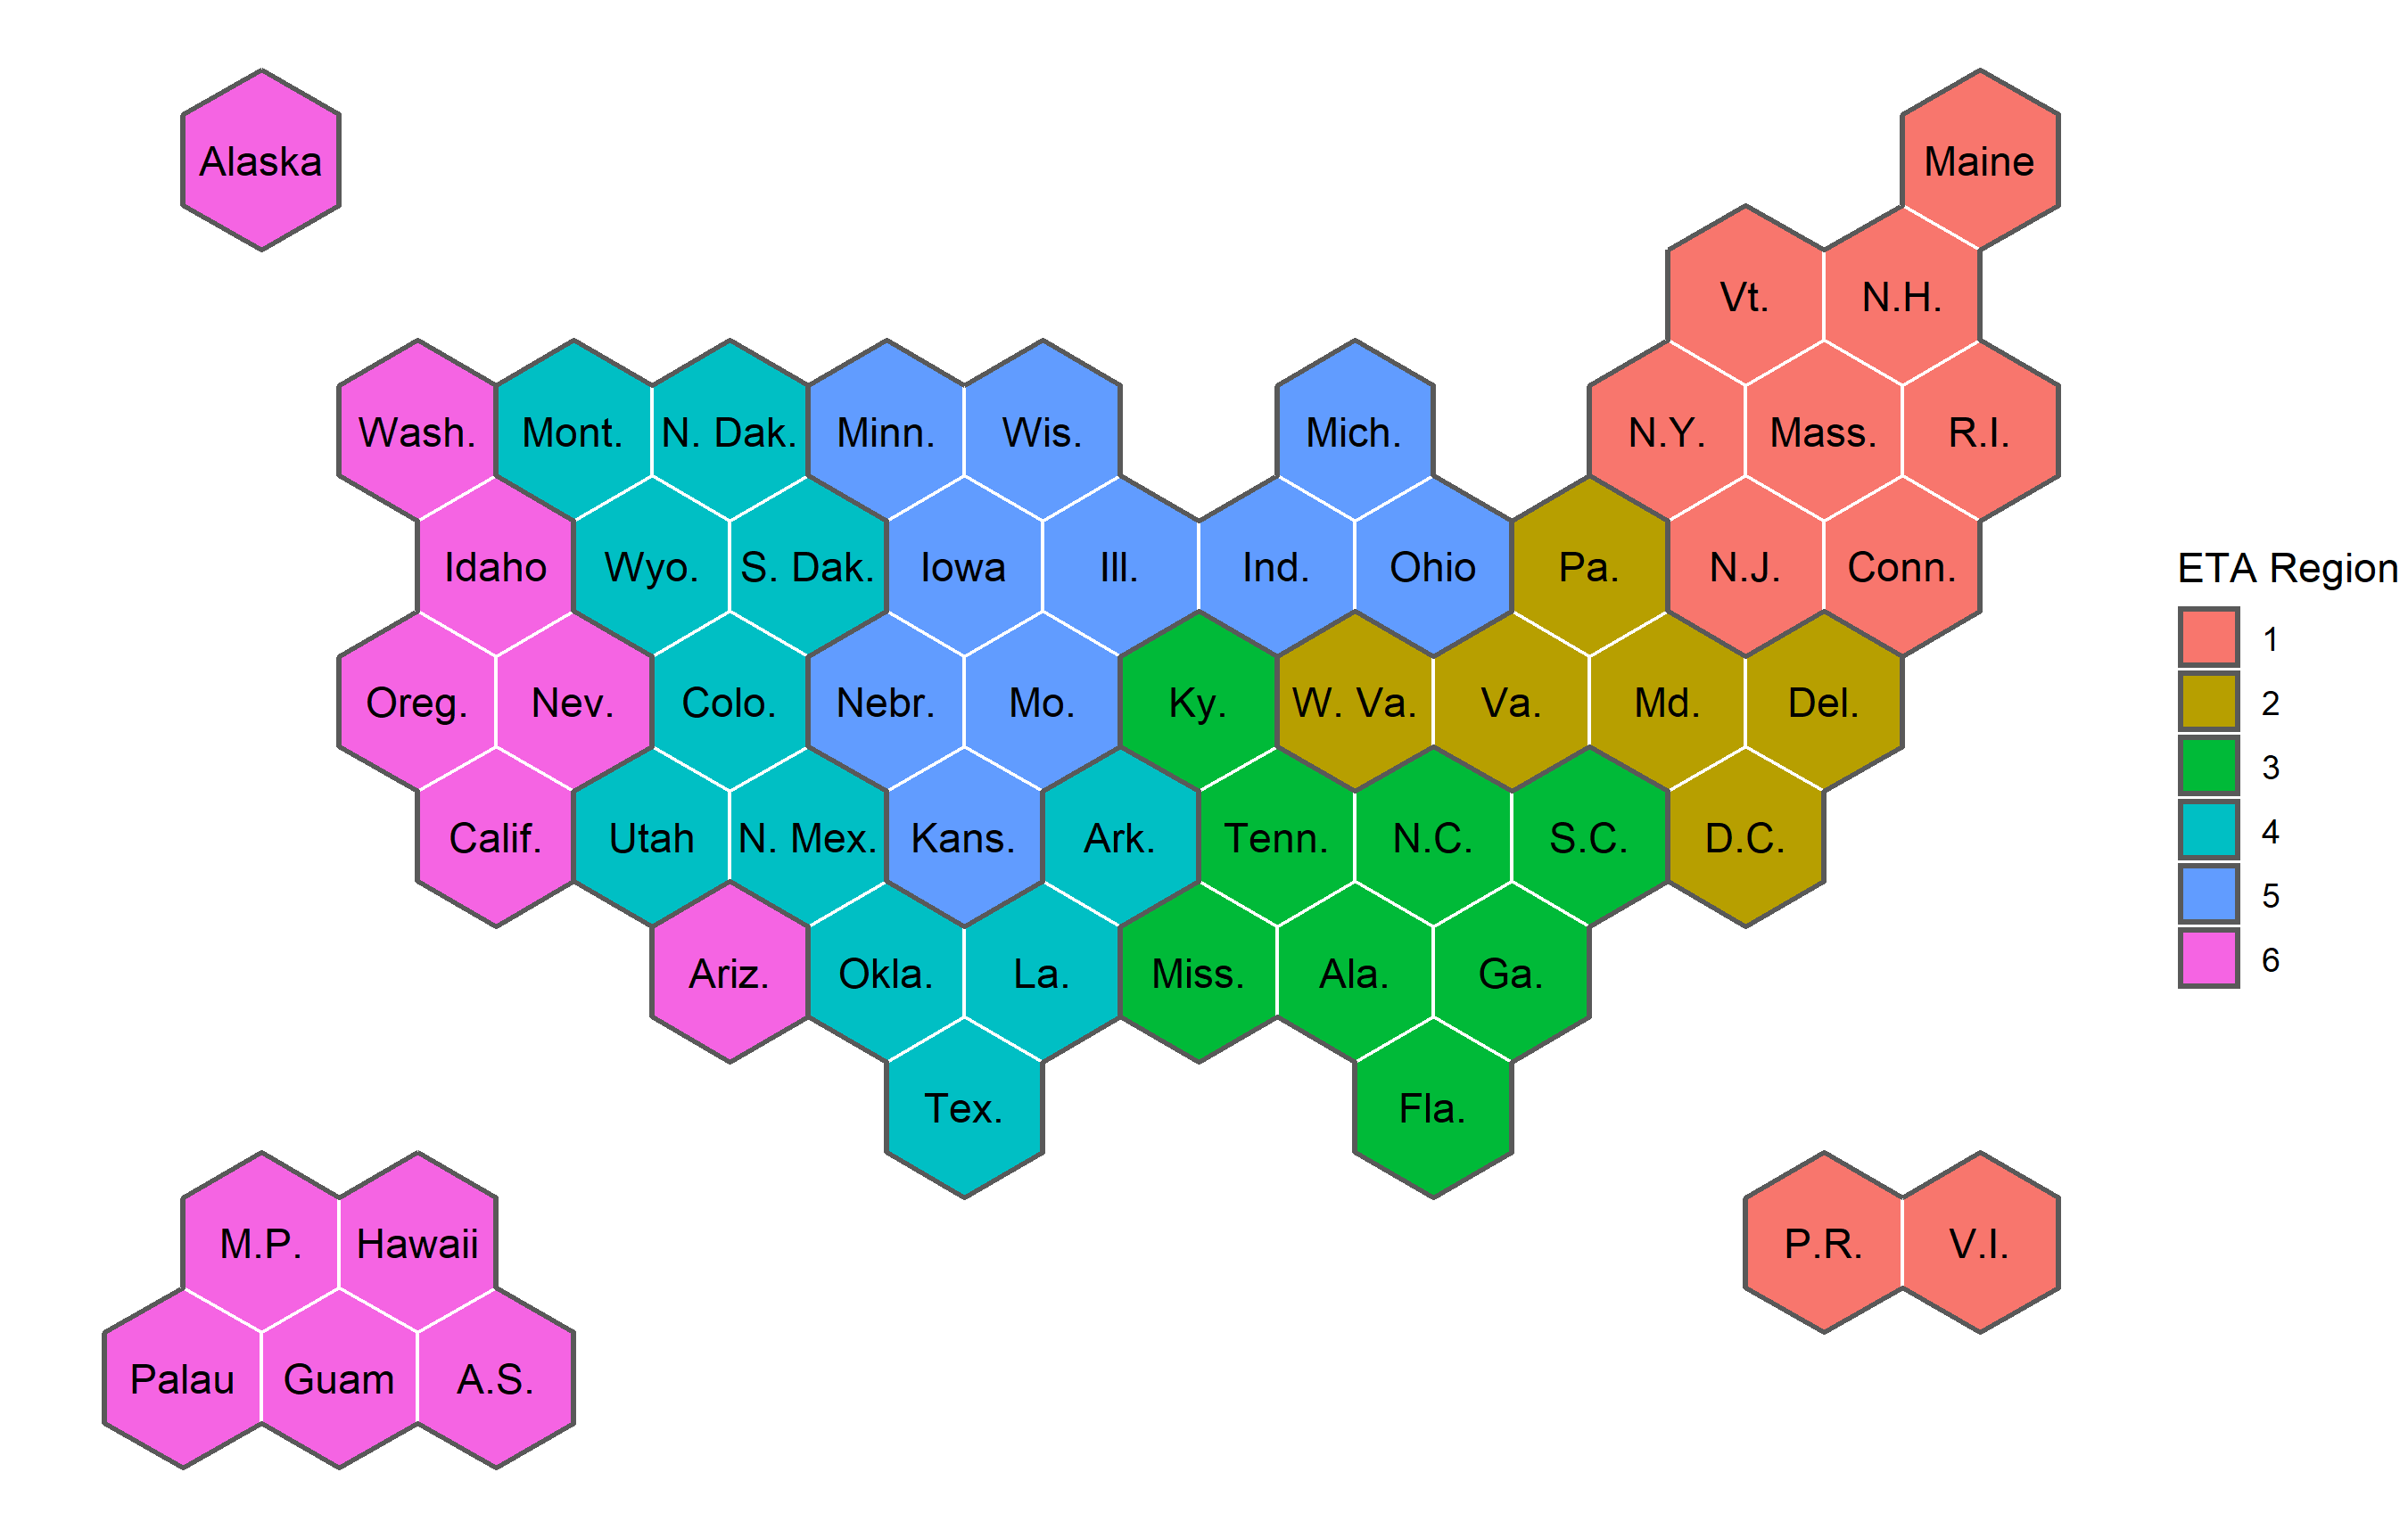 Alaska
Maine
Vt.
N.H.
Wash.
Mont.
N. Dak.
Minn.
Wis.
Mich.
N.Y.
Mass.
R.I.
Idaho
Wyo.
S. Dak.
Iowa
Ill.
Ind.
Ohio
Pa.
N.J.
Conn.
Oreg.
Nev.
Colo.
Nebr.
Mo.
Ky.
W. Va.
Va.
Md.
Del.
Calif.
Utah
N. Mex.
Kans.
Ark.
Tenn.
N.C.
S.C.
D.C.
Ariz.
Okla.
La.
Miss.
Ala.
Ga.
Tex.
Fla.
M.P.
Hawaii
P.R.
V.I.
Palau
Guam
A.S.
ETA Region
1
2
3
4
5
6